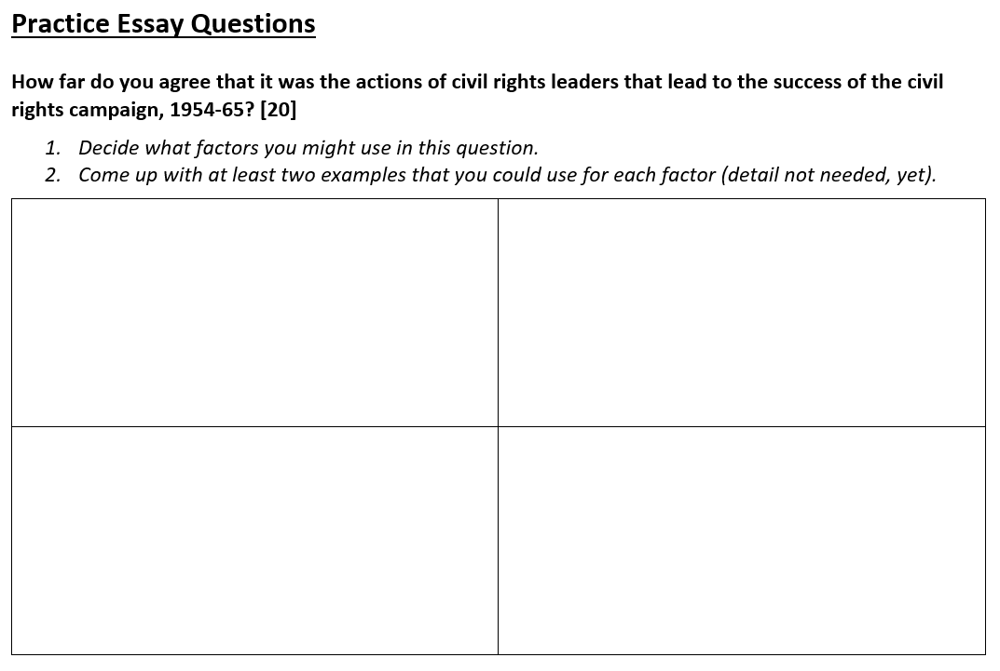 Practice Essay Questions
How far do you agree that it was the actions of civil rights leaders that lead to the success of the civil
rights campaign, 1954-65? [20]
1. Decide what factors you might use in this question.
2. Come up with at least two examples that you could use for each factor (detail not needed, yet).